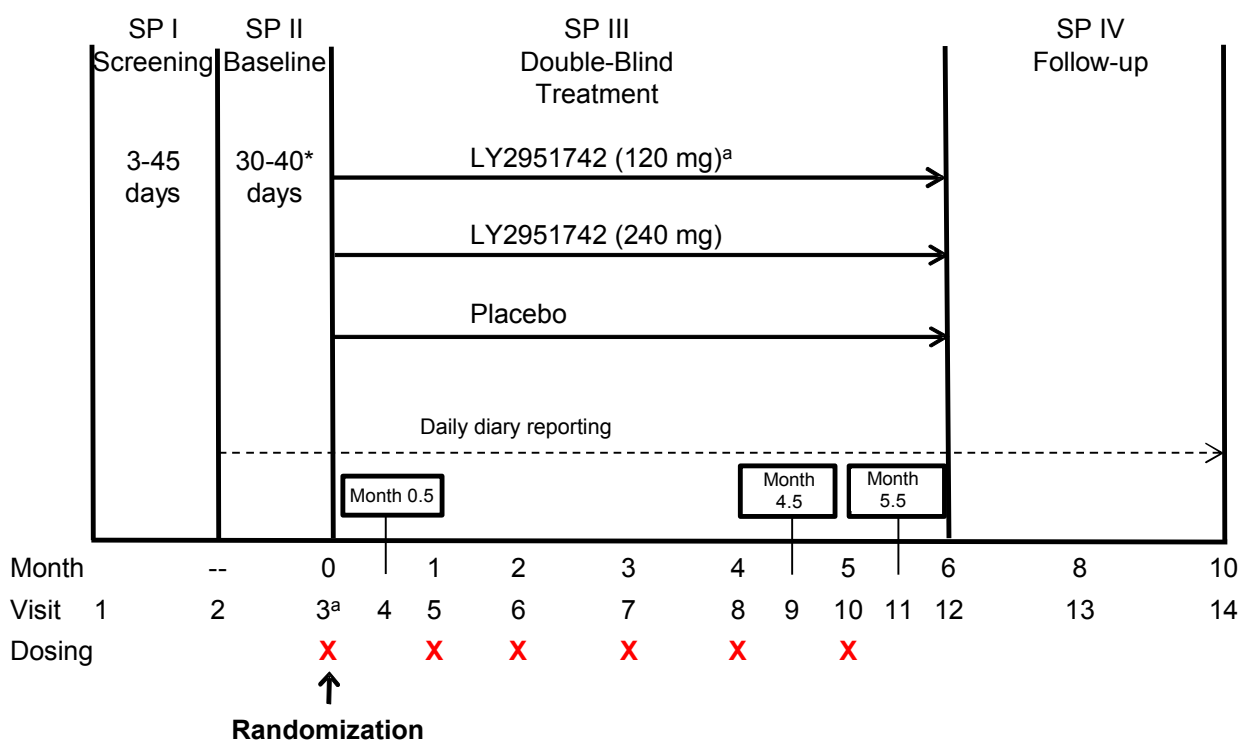 SP I
Screening
SP II
Baseline
SP III
Double-Blind
Treatment
SP IV
Follow-up
3-45
days
30-40*
days
LY2951742 (120 mg)ᵃ
LY2951742 (240 mg)
Placebo
Daily diary reporting
Month 0.5
Month
4.5
Month
5.5
Month -- 0 1 2 3 4 5 6 8 10
Visit 1 2 3ᵃ 4 5 6 7 8 9 10 11 12 13 14
Dosing X X X X X X
Randomization